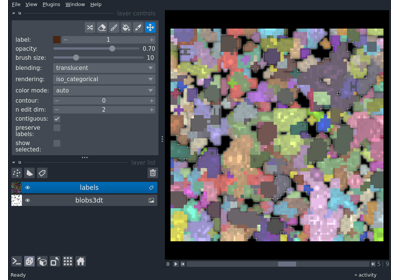 File View Plugins Window Help
layer controls
label: 1
opacity: 0.70
brush size: 10
blending: translucent
rendering: iso_categorical
color mode: auto
contour: 0
n edit dim: 2
contiguous:
preserve
labels:
show
selected:
layer list
labels
blobs3dt
Ready
activity